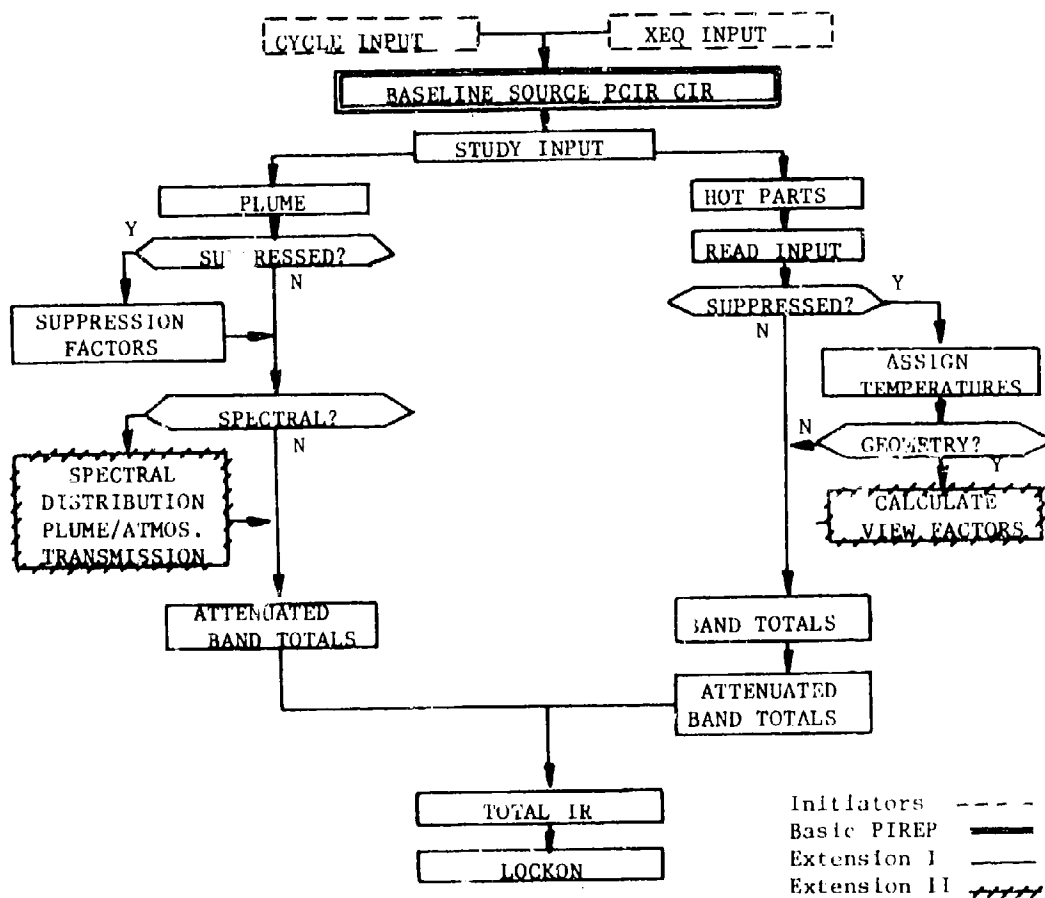 CYCLE INPUT
XEQ INPUT
BASELINE SOURCE PCIR CIR
STUDY INPUT
PLUME
HOT PARTS
Y
SUPPRESSED?
N
READ INPUT
SUPPRESSED?
Y
N
SUPPRESSION
FACTORS
ASSIGN
TEMPERATURES
SPECTRAL?
N
N
GEOMETRY?
Y
SPECTRAL
DISTRIBUTION
PLUME/ATMOS.
TRANSMISSION
CALCULATE
VIEW FACTORS
ATTENUATED
BAND TOTALS
BAND TOTALS
ATTENUATED
BAND TOTALS
TOTAL IR
LOCKON
Initiators
Basic PIREP
Extension I
Extension II